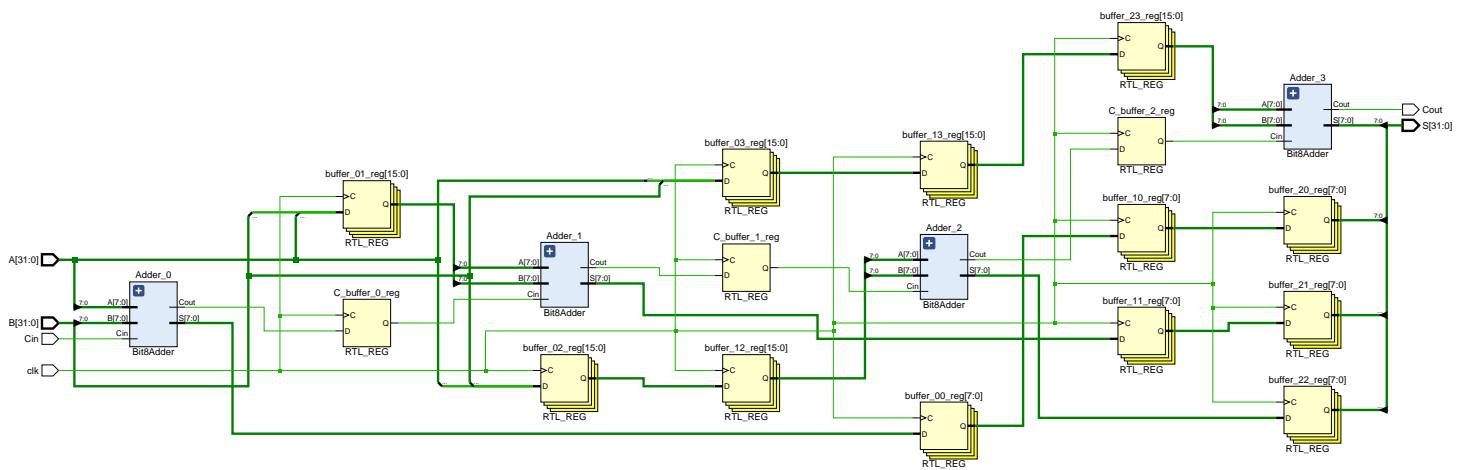 buffer_23_reg[15:0]
C
D
Q
RTL_REG
Adder_3
7:0
A[7:0]
7:0
B[7:0]
Cin
Cout
S[7:0]
Bit8Adder
7:0
Cout
S[31:0]
C_buffer_2_reg
C
D
Q
RTL_REG
buffer_03_reg[15:0]
C
D
Q
RTL_REG
buffer_13_reg[15:0]
C
D
Q
RTL_REG
buffer_01_reg[15:0]
C
D
Q
RTL_REG
...
...
...
...
buffer_10_reg[7:0]
C
D
Q
RTL_REG
buffer_20_reg[7:0]
C
D
Q
RTL_REG
7:0
A[31:0]
B[31:0]
Cin
clk
Adder_0
7:0
A[7:0]
7:0
B[7:0]
Cin
Cout
S[7:0]
Bit8Adder
C_buffer_0_reg
C
D
Q
RTL_REG
Adder_1
7:0
A[7:0]
7:0
B[7:0]
Cin
Cout
S[7:0]
Bit8Adder
C_buffer_1_reg
C
D
Q
RTL_REG
Adder_2
7:0
A[7:0]
7:0
B[7:0]
Cin
Cout
S[7:0]
Bit8Adder
buffer_11_reg[7:0]
C
D
Q
RTL_REG
buffer_21_reg[7:0]
C
D
Q
RTL_REG
buffer_02_reg[15:0]
C
D
Q
RTL_REG
...
...
buffer_12_reg[15:0]
C
D
Q
RTL_REG
buffer_00_reg[7:0]
C
D
Q
RTL_REG
buffer_22_reg[7:0]
C
D
Q
RTL_REG